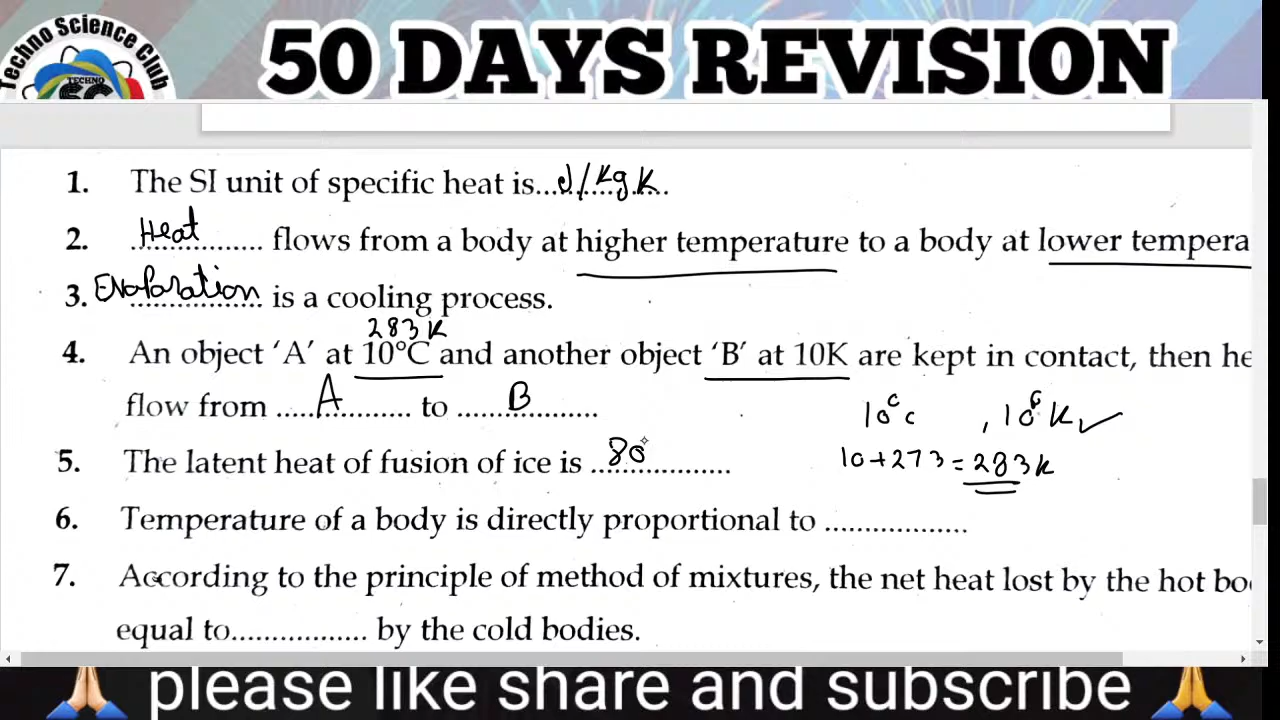 Techno Science Club
TECHNO
50 DAYS REVISION
1. The SI unit of specific heat is...J/kg K..
2. Heat flows from a body at higher temperature to a body at lower tempera
3. Evaporation is a cooling process.
283 K
4. An object ‘A’ at 10°C and another object ‘B’ at 10K are kept in contact, then he
flow from ....A.... to ....B....
10°c , 10°K ✓
5. The latent heat of fusion of ice is ..80..
10+273 = 283K
6. Temperature of a body is directly proportional to ..................
7. According to the principle of method of mixtures, the net heat lost by the hot bo
equal to................. by the cold bodies.
please like share and subscribe